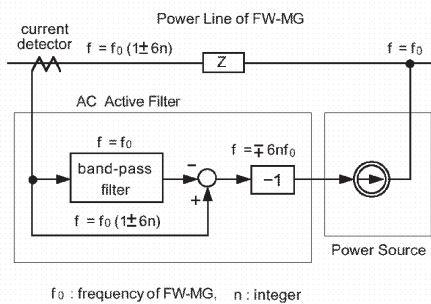 Power Line of FW-MG
current
detector
f = f₀ (1±6n)
f = f₀
Z
AC Active Filter
f = f₀
f = ∓ 6nf₀
band-pass
filter
−
+
−1
f = f₀ (1±6n)
Power Source
f₀ : frequency of FW-MG, n : integer